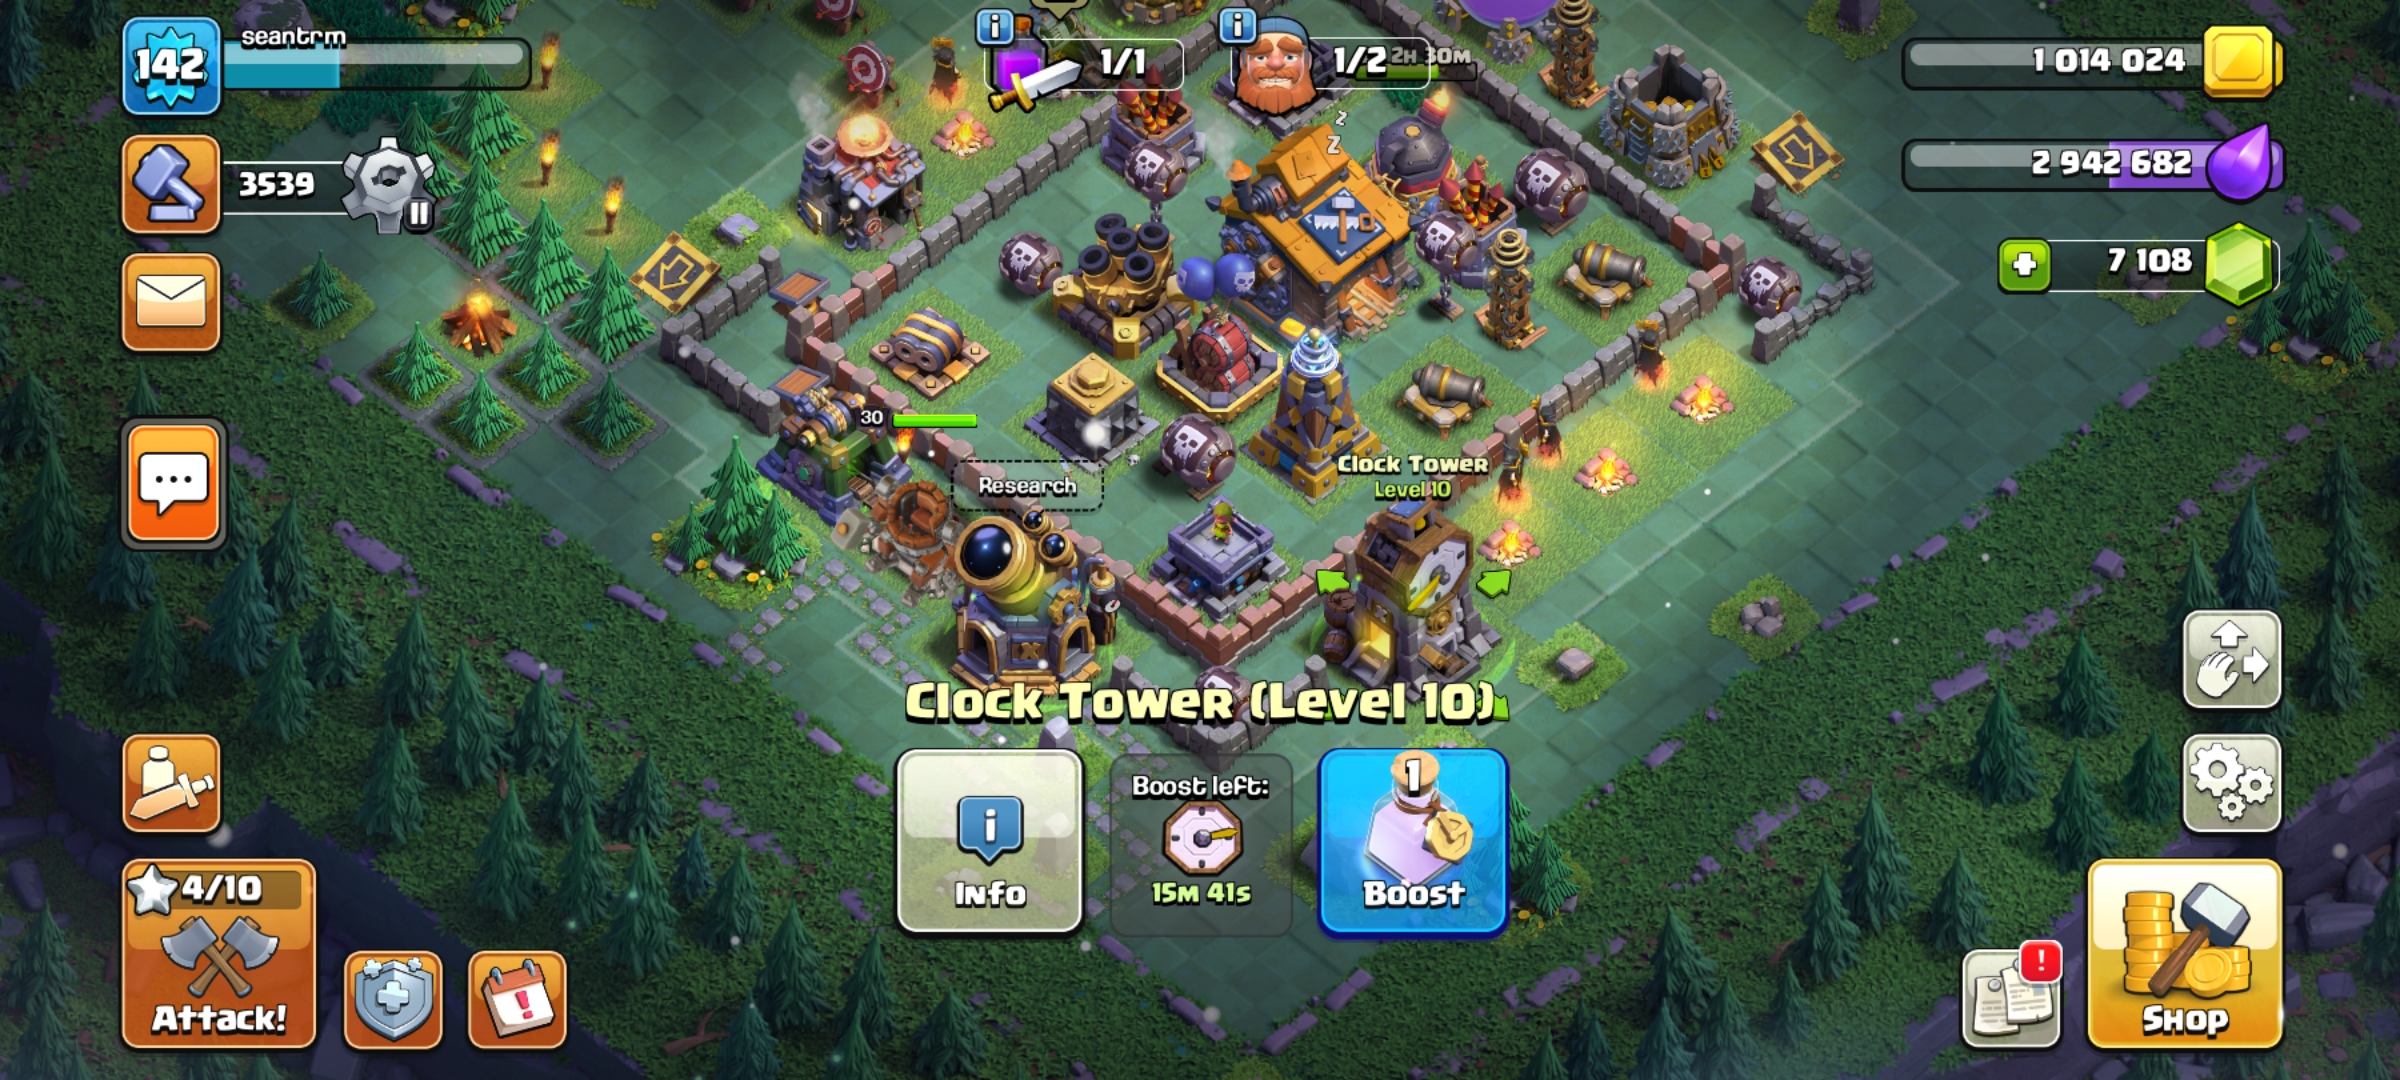 142
seantrm
1/1
1/2
2H 30M
1 014 024
3539
2 942 682
7 108
30
Research
Clock Tower
Level 10
Clock Tower (Level 10)
Boost left:
15M 41S
Info
1
Boost
4/10
Attack!
!
Shop